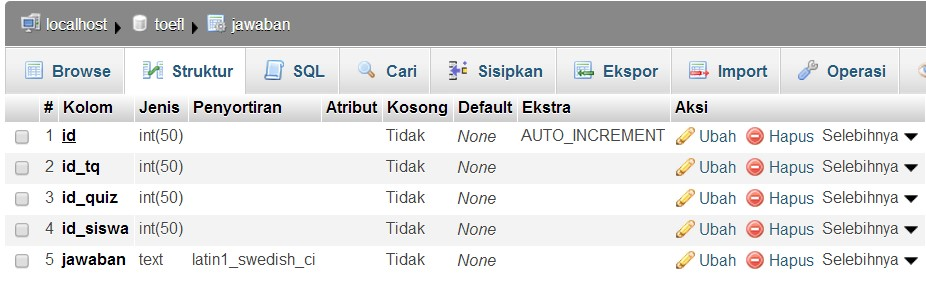 localhost toefl jawaban
Browse Struktur SQL Cari Sisipkan Ekspor Import Operasi
# Kolom Jenis Penyortiran Atribut Kosong Default Ekstra Aksi
1 id int(50) Tidak None AUTO_INCREMENT Ubah Hapus Selebihnya
2 id_tq int(50) Tidak None Ubah Hapus Selebihnya
3 id_quiz int(50) Tidak None Ubah Hapus Selebihnya
4 id_siswa int(50) Tidak None Ubah Hapus Selebihnya
5 jawaban text latin1_swedish_ci Tidak None Ubah Hapus Selebihnya